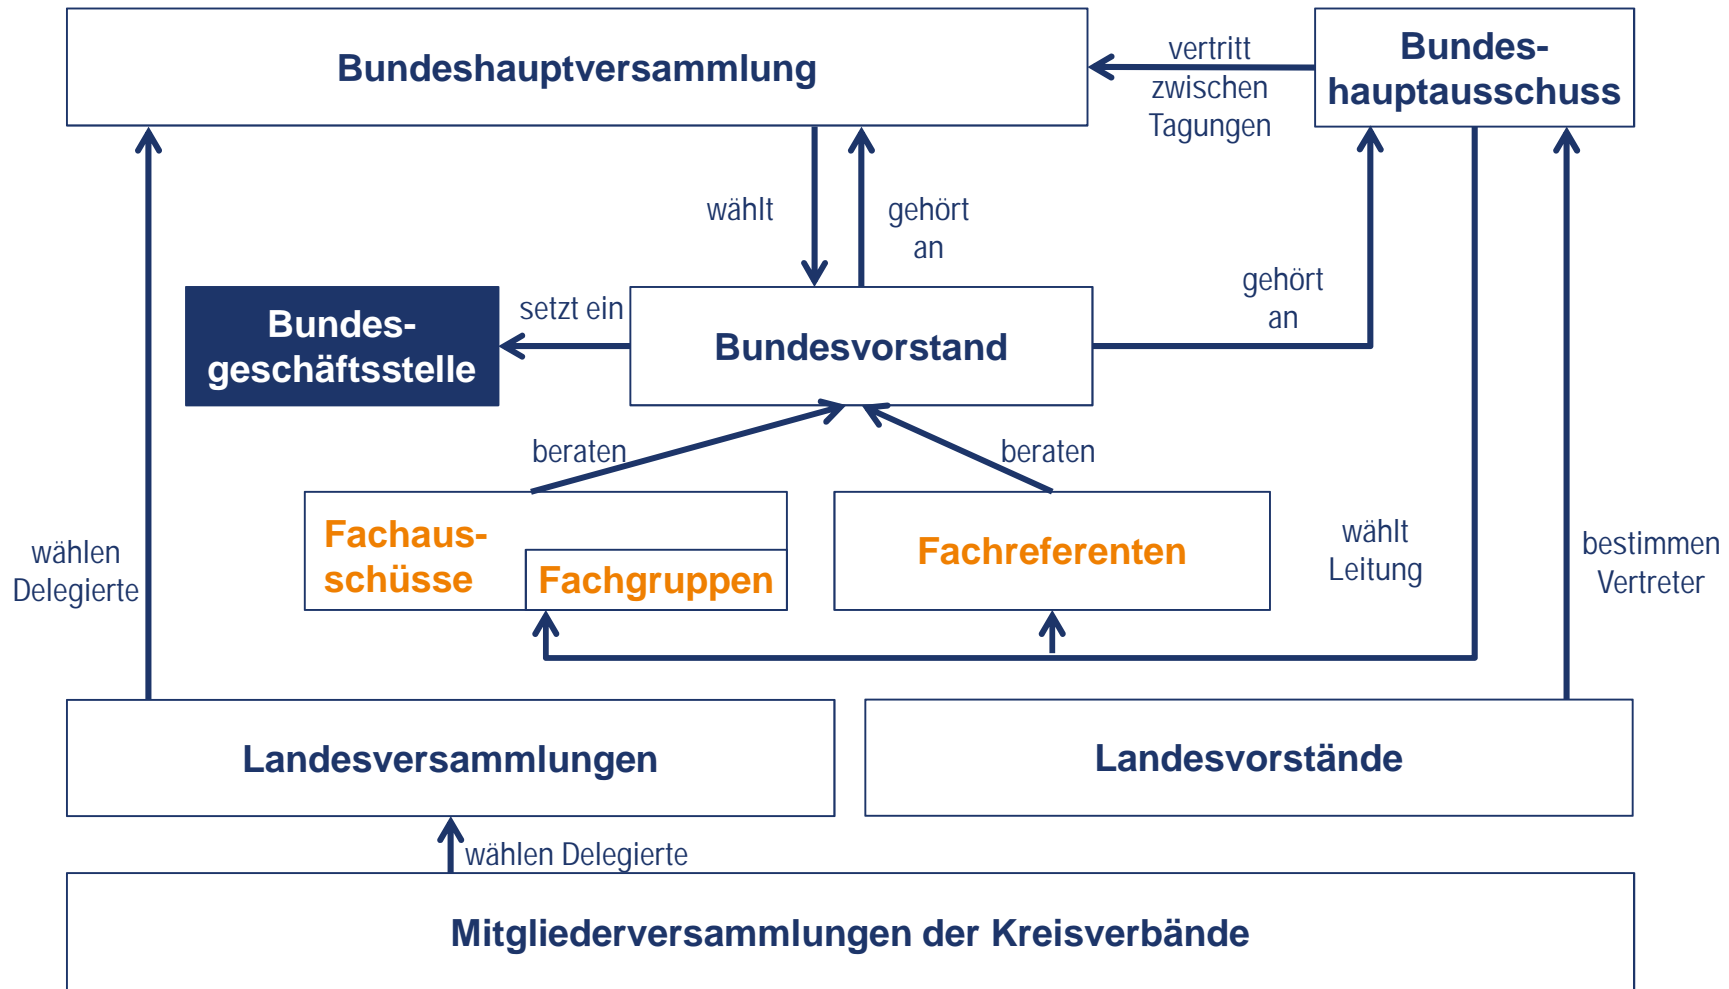 Bundeshauptversammlung
vertritt
zwischen
Tagungen
Bundes-
hauptausschuss
wählt
gehört
an
gehört
an
Bundes-
geschäftsstelle
setzt ein
Bundesvorstand
beraten
beraten
wählen
Delegierte
Fachaus-
schüsse
Fachgruppen
Fachreferenten
wählt
Leitung
bestimmen
Vertreter
Landesversammlungen
Landesvorstände
wählen Delegierte
Mitgliederversammlungen der Kreisverbände